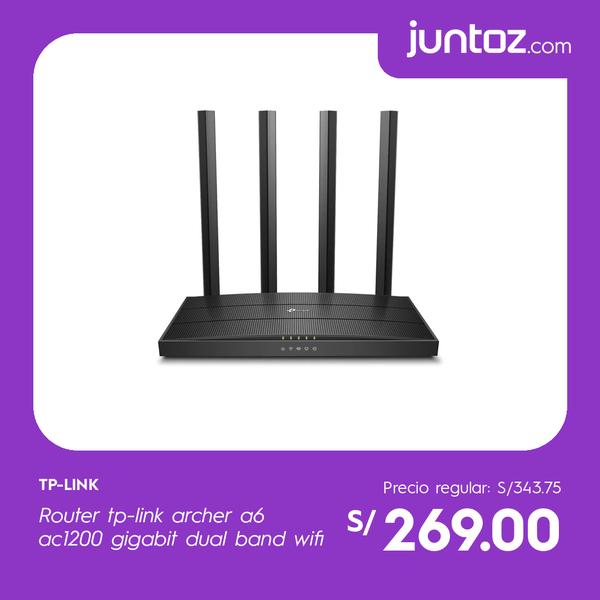 juntoz.com
TP-LINK
Router tp-link archer a6
ac1200 gigabit dual band wifi
Precio regular: S/343.75
S/ 269.00